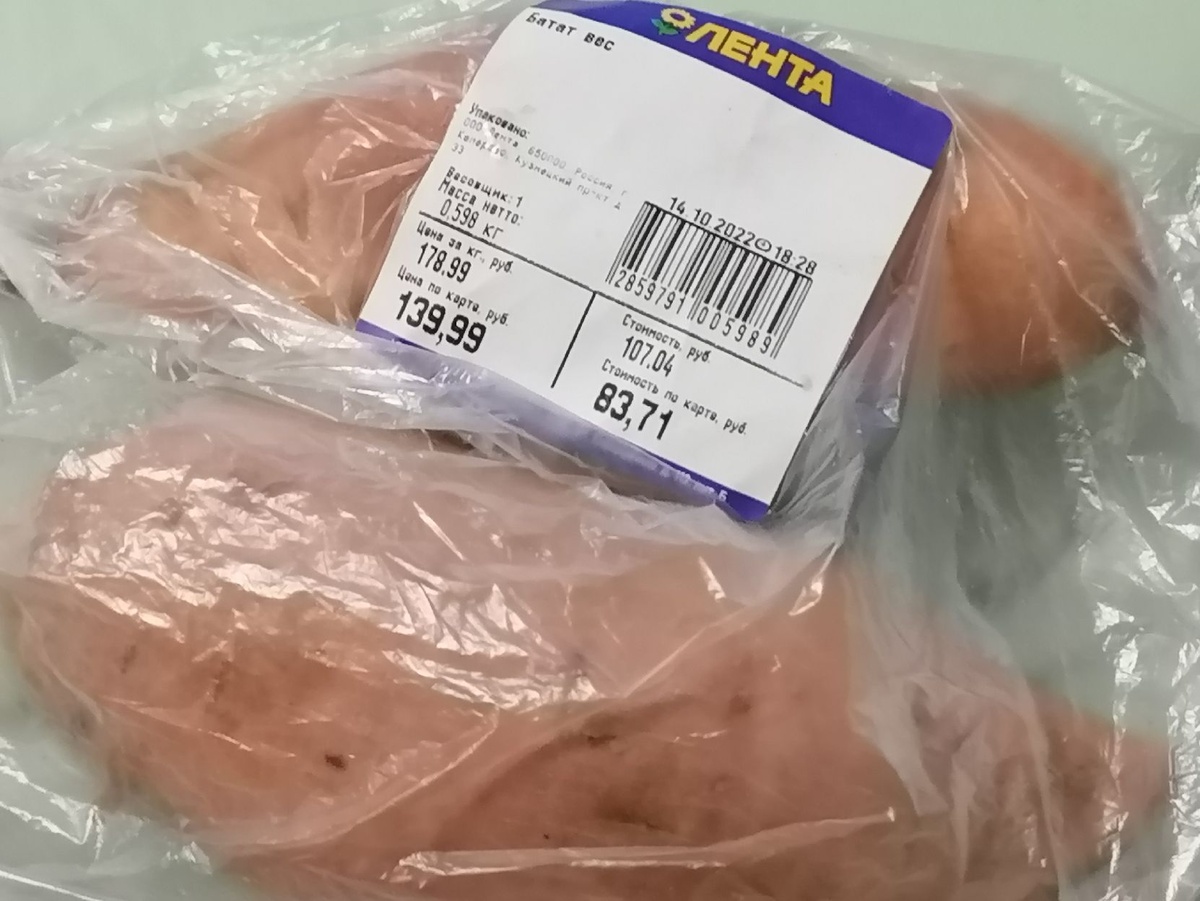 ЛЕНТА
Батат вес
Упаковано:
ООО Лента 650000 Россия г
Кемерово, Кузнецкий пр-кт д
33
Весовщик: 1
Масса нетто:
0,598 КГ
14.10.2022 18:28
2859791 005989
Цена за кг, руб.
178.99
Цена по карте, руб.
139,99
Стоимость, руб.
107.04
Стоимость по карте, руб.
83,71